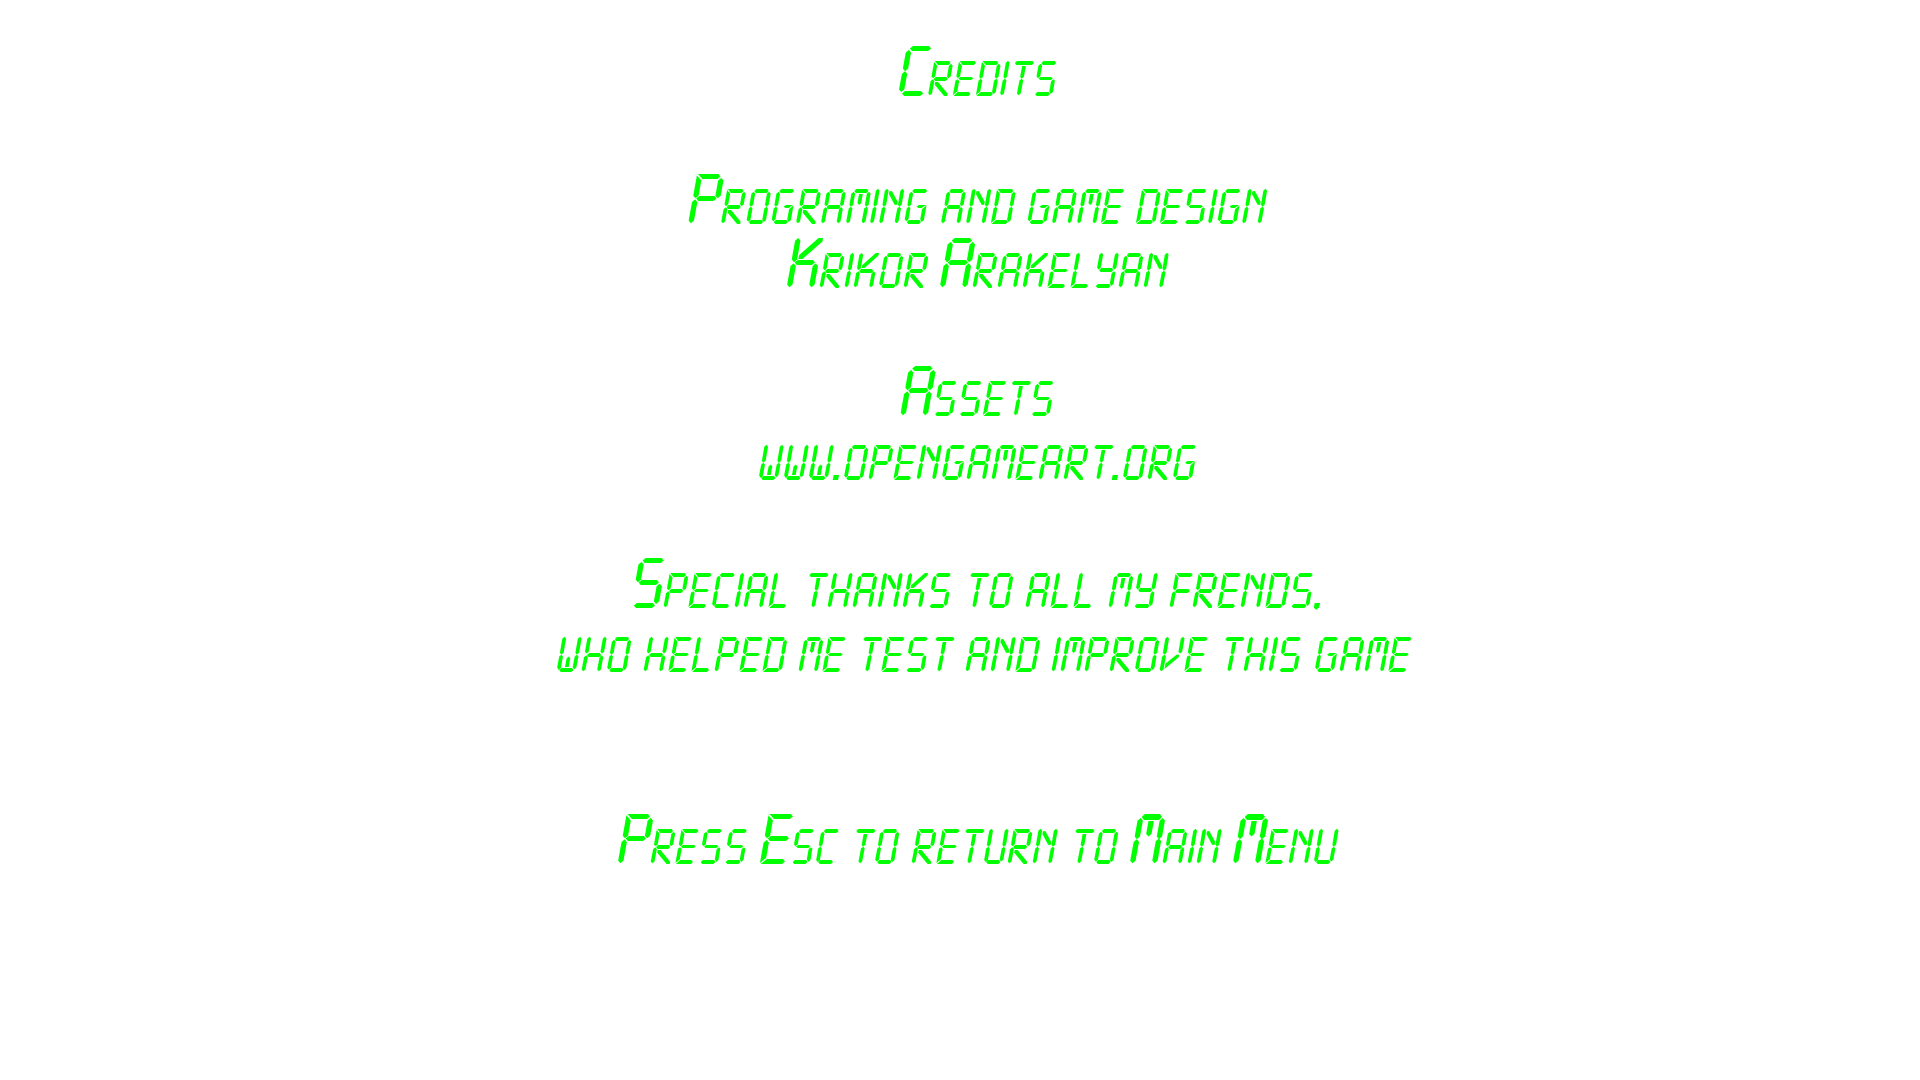 Credits
Programing and game design
Krikor Arakelyan
Assets
www.opengameart.org
Special thanks to all my frends,
who helped me test and improve this game
Press Esc to return to Main Menu